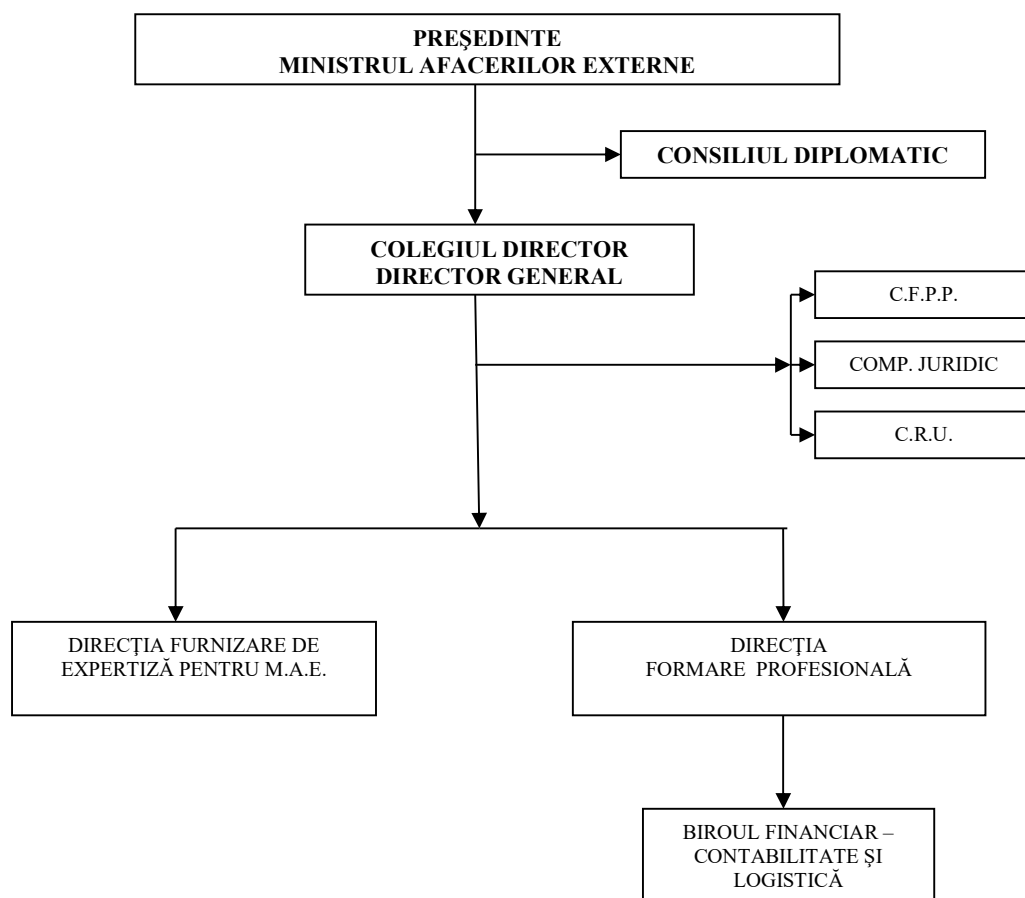 PREŞEDINTE
MINISTRUL AFACERILOR EXTERNE
CONSILIUL DIPLOMATIC
COLEGIUL DIRECTOR
DIRECTOR GENERAL
C.F.P.P.
COMP. JURIDIC
C.R.U.
DIRECŢIA FURNIZARE DE
EXPERTIZĂ PENTRU M.A.E.
DIRECŢIA
FORMARE PROFESIONALĂ
BIROUL FINANCIAR –
CONTABILITATE ŞI
LOGISTICĂ